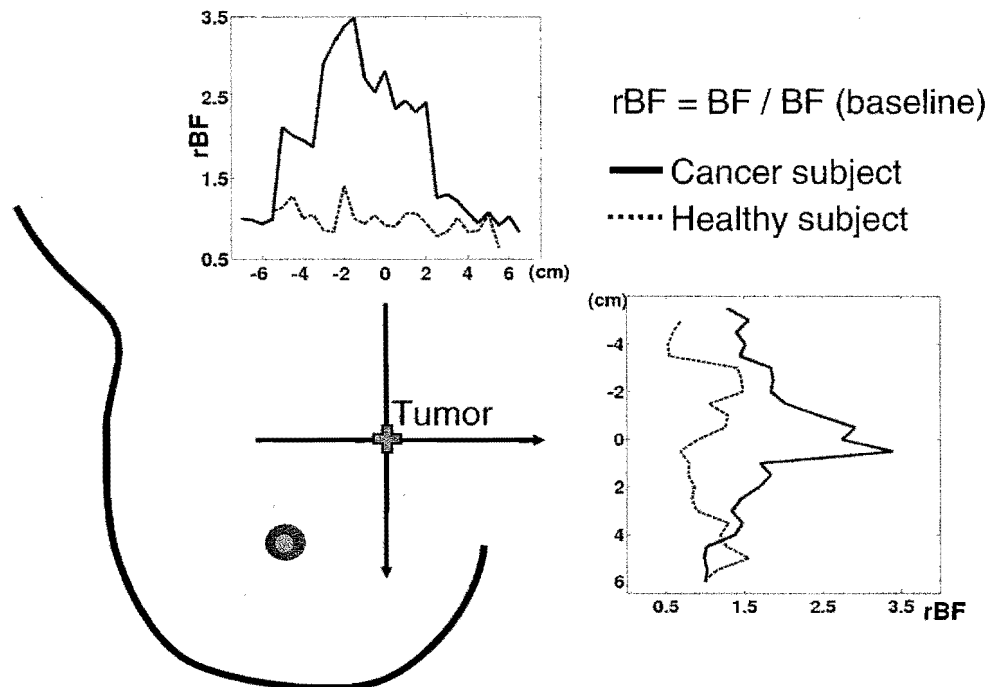 3.5
2.5
1.5
0.5
rBF
-6 -4 -2 0 2 4 6 (cm)
rBF = BF / BF (baseline)
Cancer subject
Healthy subject
Tumor
(cm)
-4
-2
0
2
4
6
0.5 1.5 2.5 3.5 rBF